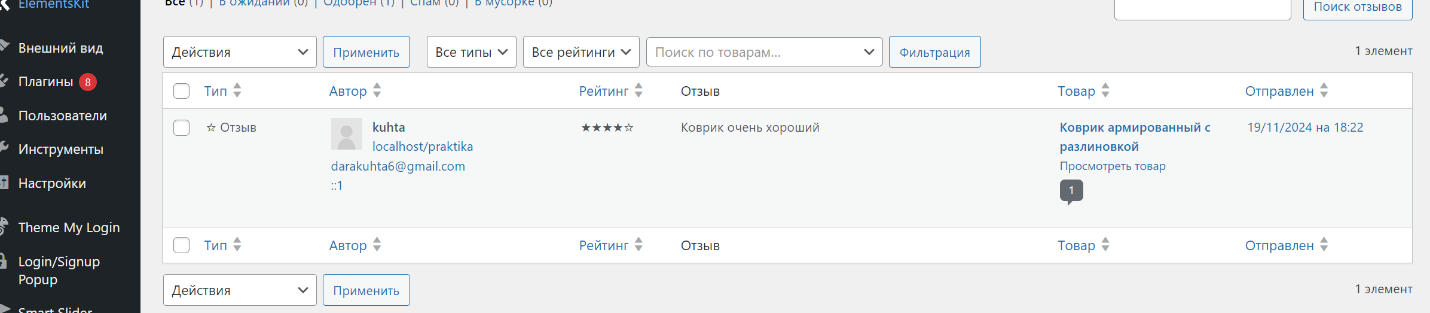 ElementsKit
Все (1) | В ожидании (0) | Одобрен (1) | Спам (0) | В мусорке (0)
Поиск отзывов
Внешний вид
Плагины 8
Пользователи
Инструменты
Настройки
Theme My Login
Login/Signup
Popup
Smart Slider
Действия Применить Все типы Все рейтинги Поиск по товарам... Фильтрация 1 элемент
Тип Автор Рейтинг Отзыв Товар Отправлен
☆ Отзыв kuhta ★★★★☆ Коврик очень хороший Коврик армированный с 19/11/2024 на 18:22
localhost/praktika разлиновкой
darakuhta6@gmail.com Просмотреть товар
::1 1
Тип Автор Рейтинг Отзыв Товар Отправлен
Действия Применить 1 элемент